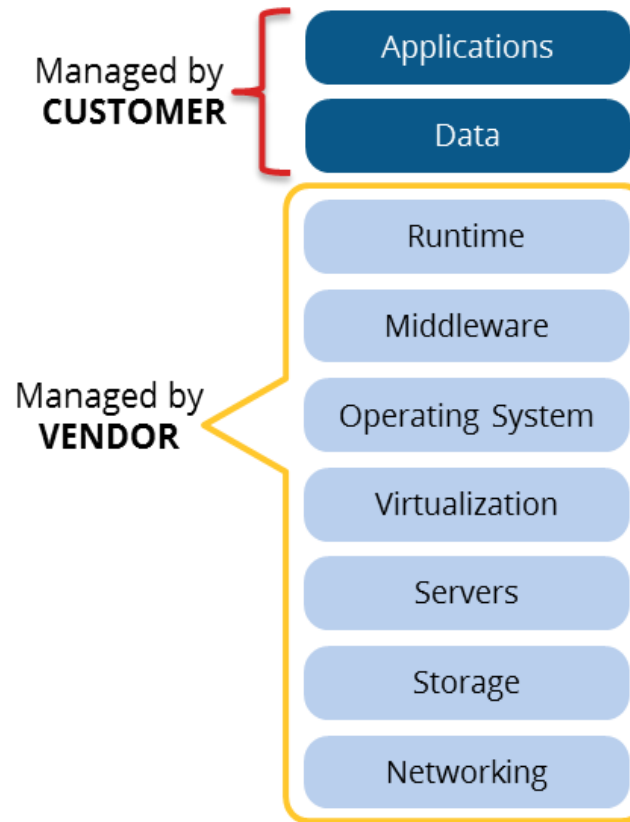 Managed by
CUSTOMER
Applications
Data
Managed by
VENDOR
Runtime
Middleware
Operating System
Virtualization
Servers
Storage
Networking